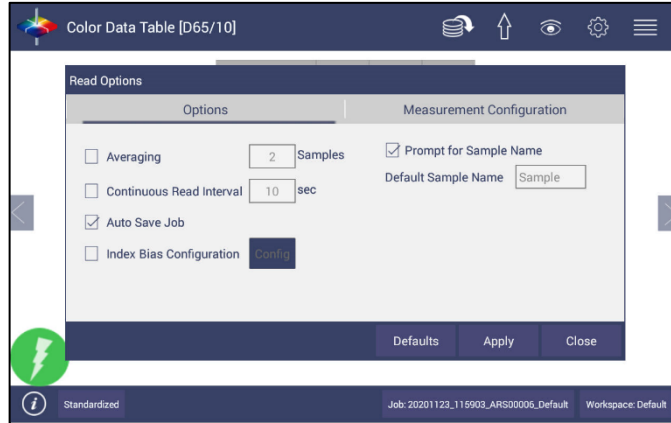 Color Data Table [D65/10]
Read Options
Options
Measurement Configuration
Averaging 2 Samples
Continuous Read Interval 10 sec
Auto Save Job
Index Bias Configuration Config
Prompt for Sample Name
Default Sample Name Sample
Defaults Apply Close
i Standardized Job: 20201123_115903_ARS00006_Default Workspace: Default